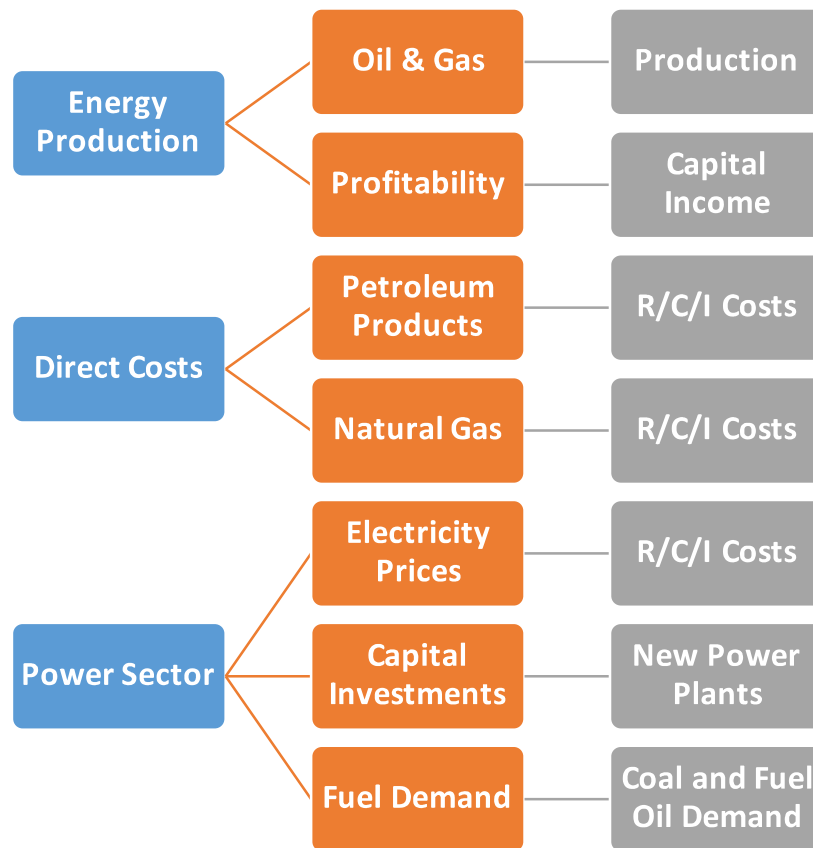 Energy
Production
Oil & Gas
Production
Profitability
Capital
Income
Direct Costs
Petroleum
Products
R/C/I Costs
Natural Gas
R/C/I Costs
Power Sector
Electricity
Prices
R/C/I Costs
Capital
Investments
New Power
Plants
Fuel Demand
Coal and Fuel
Oil Demand